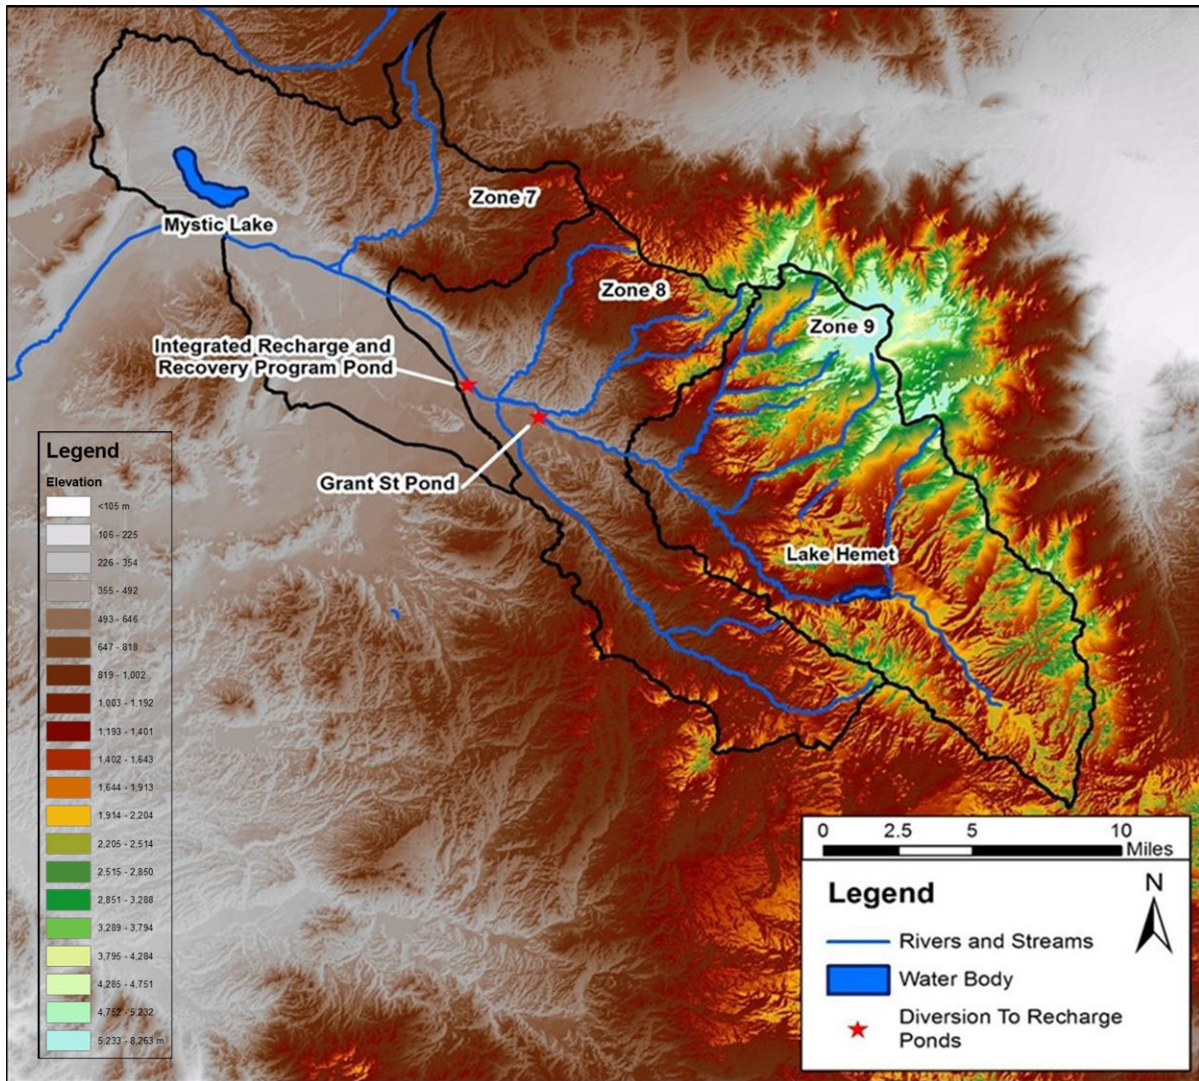 Zone 7
Mystic Lake
Zone 8
Zone 9
Integrated Recharge and
Recovery Program Pond
Grant St Pond
Lake Hemet
Legend
Elevation
<105 m
106 - 225
226 - 354
355 - 492
493 - 646
647 - 818
819 - 1,002
1,003 - 1,192
1,193 - 1,401
1,402 - 1,643
1,644 - 1,913
1,914 - 2,204
2,205 - 2,514
2,515 - 2,850
2,851 - 3,288
3,289 - 3,794
3,795 - 4,284
4,285 - 4,751
4,752 - 5,232
5,233 - 8,263 m
0 2.5 5 10
Miles
Legend
N
Rivers and Streams
Water Body
Diversion To Recharge
Ponds